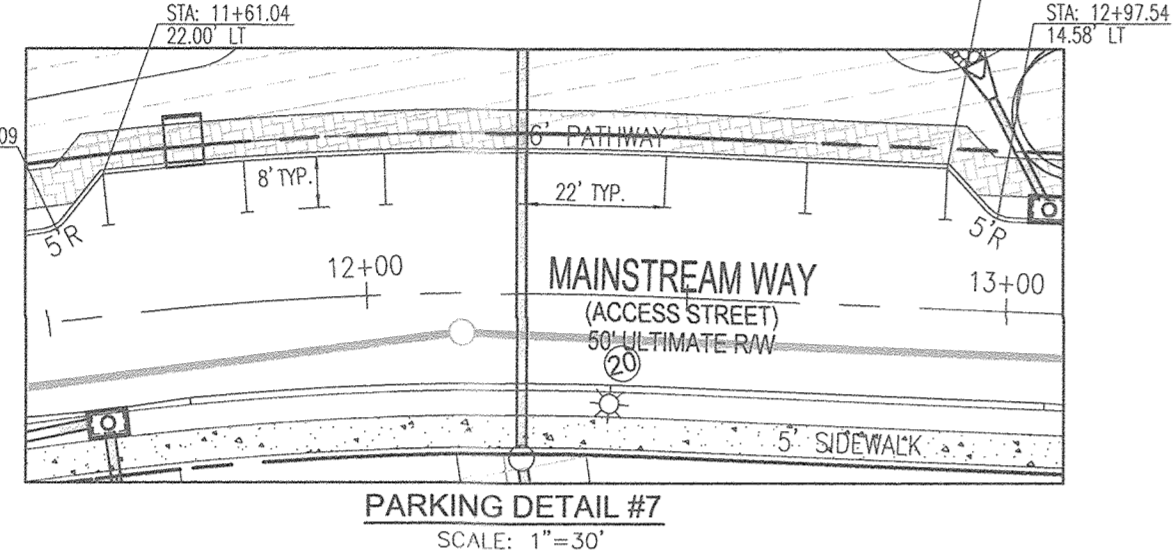 STA: 11+61.04
22.00' LT
STA: 12+97.54
14.58' LT
09
6' PATHWAY
8' TYP.
22' TYP.
5'R
5'R
12+00
MAINSTREAM WAY
13+00
(ACCESS STREET)
50' ULTIMATE R/W
20
5' SIDEWALK
PARKING DETAIL #7
SCALE: 1"=30'